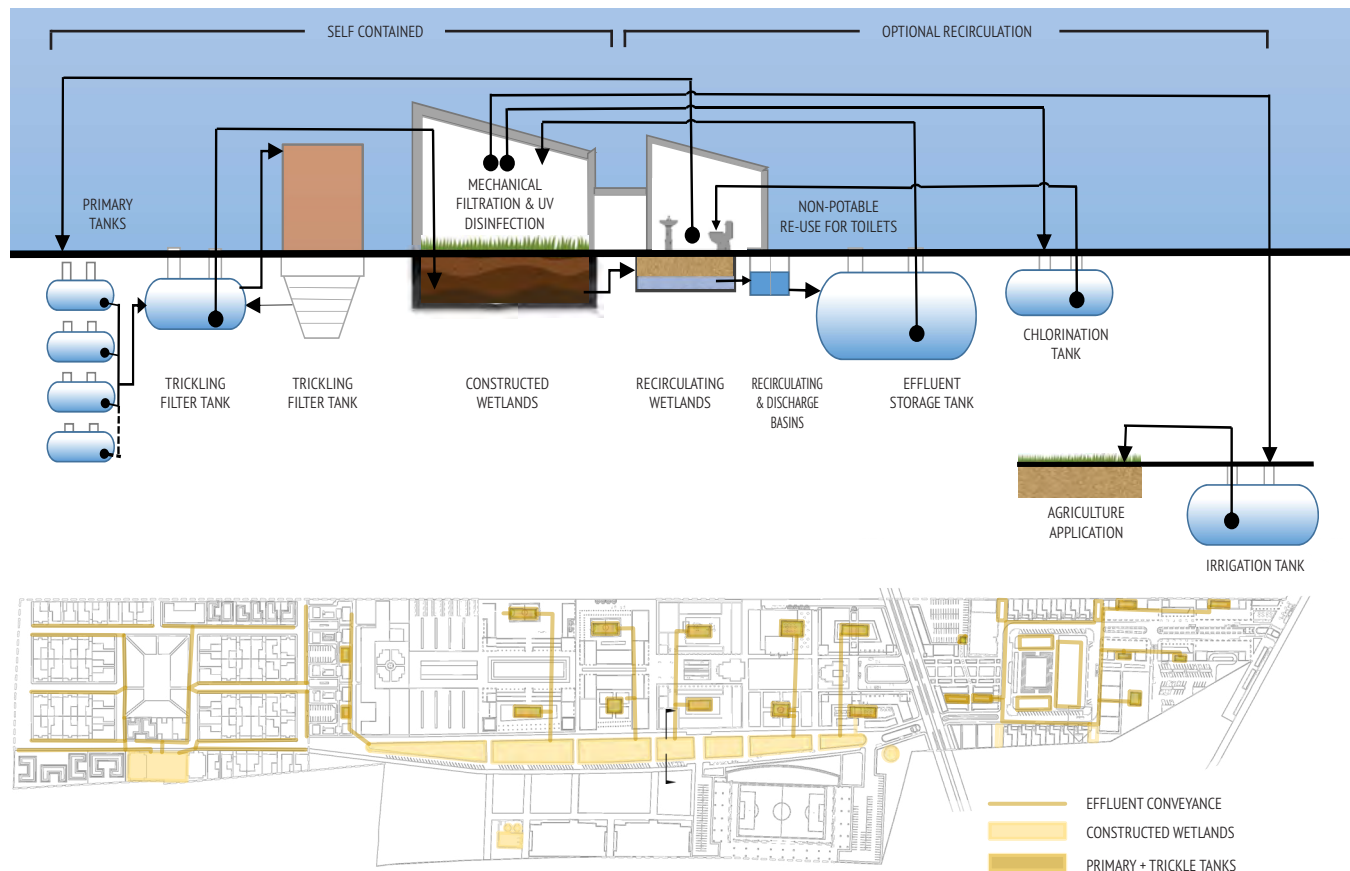 SELF CONTAINED
OPTIONAL RECIRCULATION
PRIMARY
TANKS
MECHANICAL
FILTRATION & UV
DISINFECTION
NON-POTABLE
RE-USE FOR TOILETS
TRICKLING
FILTER TANK
TRICKLING
FILTER TANK
CONSTRUCTED
WETLANDS
RECIRCULATING
WETLANDS
RECIRCULATING
& DISCHARGE
BASINS
EFFLUENT
STORAGE TANK
CHLORINATION
TANK
AGRICULTURE
APPLICATION
IRRIGATION TANK
EFFLUENT CONVEYANCE
CONSTRUCTED WETLANDS
PRIMARY + TRICKLE TANKS